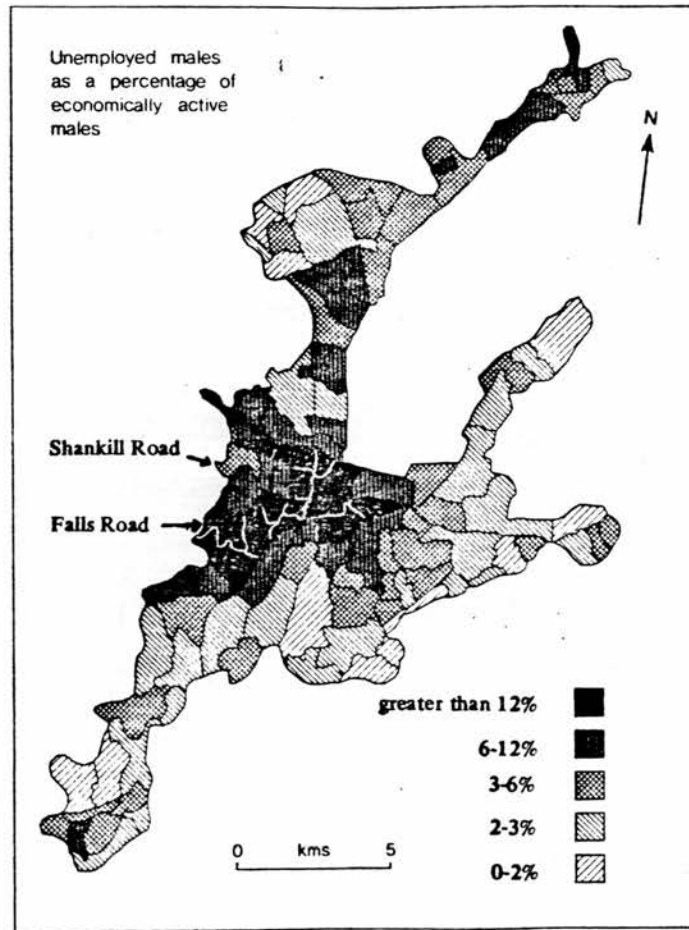 Unemployed males
as a percentage of
economically active
males
N
Shankill Road
Falls Road
greater than 12%
6-12%
3-6%
2-3%
0-2%
0 kms 5